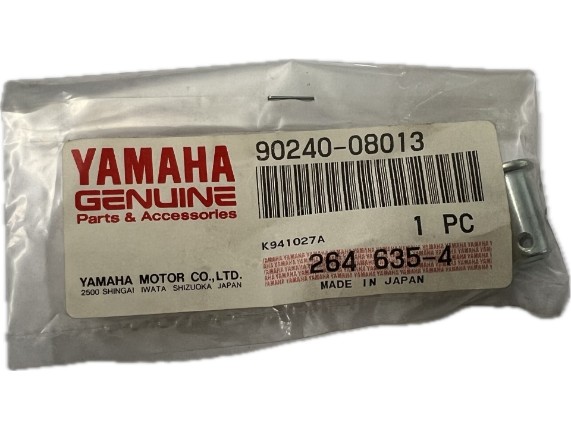 YAMAHA
GENUINE
Parts & Accessories
YAMAHA MOTOR CO.,LTD.
2500 SHINGAI IWATA SHIZUOKA JAPAN
90240-08013
1 PC
K941027A
264 635-4
MADE IN JAPAN